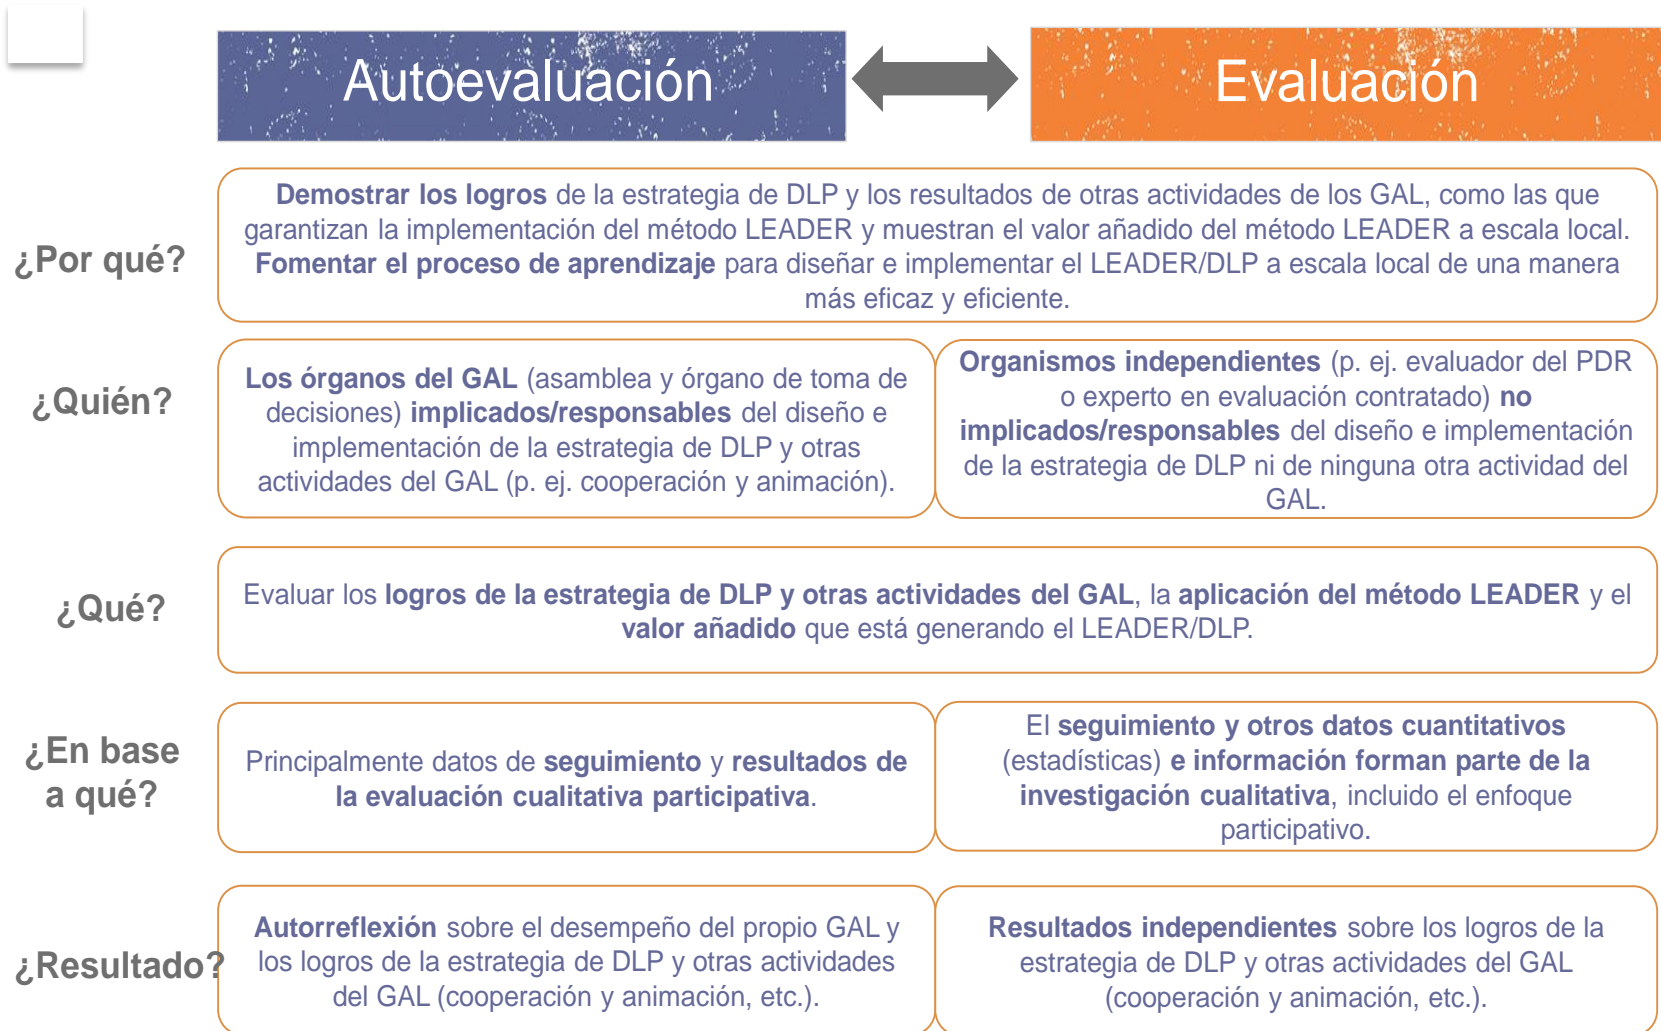 Autoevaluación
Evaluación
¿Por qué?
Demostrar los logros de la estrategia de DLP y los resultados de otras actividades de los GAL, como las que
garantizan la implementación del método LEADER y muestran el valor añadido del método LEADER a escala local.
Fomentar el proceso de aprendizaje para diseñar e implementar el LEADER/DLP a escala local de una manera
más eficaz y eficiente.
¿Quién?
Los órganos del GAL (asamblea y órgano de toma de
decisiones) implicados/responsables del diseño e
implementación de la estrategia de DLP y otras
actividades del GAL (p. ej. cooperación y animación).
Organismos independientes (p. ej. evaluador del PDR
o experto en evaluación contratado) no
implicados/responsables del diseño e implementación
de la estrategia de DLP ni de ninguna otra actividad del
GAL.
¿Qué?
Evaluar los logros de la estrategia de DLP y otras actividades del GAL, la aplicación del método LEADER y el
valor añadido que está generando el LEADER/DLP.
¿En base
a qué?
Principalmente datos de seguimiento y resultados de
la evaluación cualitativa participativa.
El seguimiento y otros datos cuantitativos
(estadísticas) e información forman parte de la
investigación cualitativa, incluido el enfoque
participativo.
¿Resultado?
Autorreflexión sobre el desempeño del propio GAL y
los logros de la estrategia de DLP y otras actividades
del GAL (cooperación y animación, etc.).
Resultados independientes sobre los logros de la
estrategia de DLP y otras actividades del GAL
(cooperación y animación, etc.).